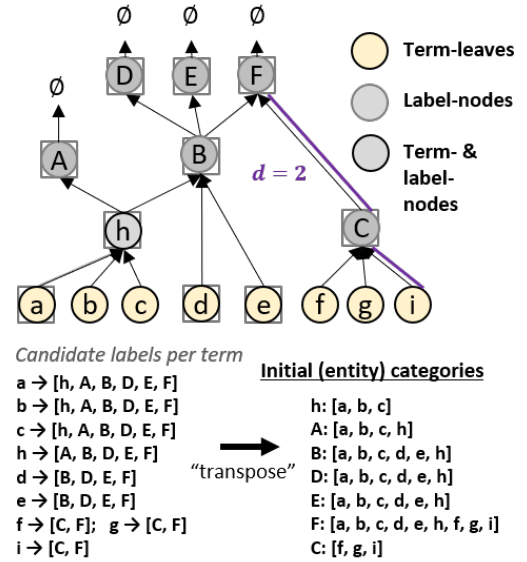 Ø Ø Ø
D E F
Ø
A B
d = 2
h C
a b c d e f g i
Term-leaves
Label-nodes
Term- &
label-
nodes
Candidate labels per term
a → [h, A, B, D, E, F]
b → [h, A, B, D, E, F]
c → [h, A, B, D, E, F]
h → [A, B, D, E, F]
d → [B, D, E, F]
e → [B, D, E, F]
f → [C, F]; g → [C, F]
i → [C, F]
"transpose"
Initial (entity) categories
h: [a, b, c]
A: [a, b, c, h]
B: [a, b, c, d, e, h]
D: [a, b, c, d, e, h]
E: [a, b, c, d, e, h]
F: [a, b, c, d, e, h, f, g, i]
C: [f, g, i]